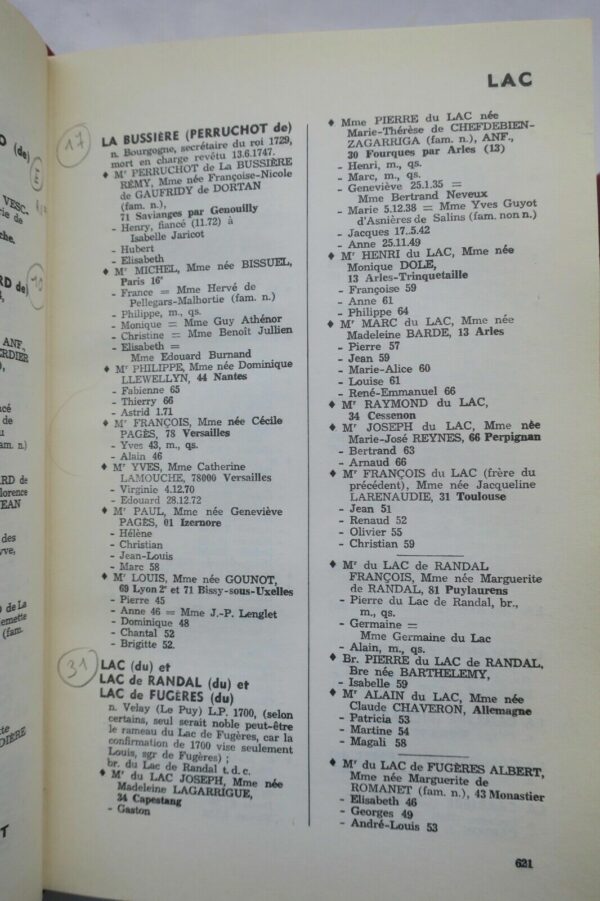 LAC
17
LA BUSSIÈRE (PERRUCHOT de)
n. Bourgogne, secrétaire du roi 1729,
mort en charge revêtu 13.6.1747.
♦ Mr PERRUCHOT de LA BUSSIÈRE
RÉMY, Mme née Françoise-Nicole
de GAUFRIDY de DORTAN
(fam. n.),
71 Savianges par Genouilly
- Henry, fiancé (11.72) à
Isabelle Jaricot
- Hubert
- Elisabeth
♦ Mr MICHEL, Mme née BISSUEL,
Paris 16e
- France = Mme Hervé de
Pellegars-Malhortie (fam. n.)
- Philippe, m., qs.
- Monique = Mme Guy Athénor
- Christine = Mme Benoît Jullien
- Elisabeth =
Mme Edouard Burnand
♦ Mr PHILIPPE, Mme née Dominique
LLEWELLYN, 44 Nantes
- Fabienne 65
- Thierry 66
- Astrid 1.71
♦ Mr FRANÇOIS, Mme née Cécile
PAGÈS, 78 Versailles
- Yves 43, m., qs.
- Alain 46
♦ Mr YVES, Mme Catherine
LAMOUCHE, 78000 Versailles
- Virginie 4.12.70
- Edouard 28.12.72
♦ Mr PAUL, Mme née Geneviève
PAGÈS, 01 Izernore
- Hélène
- Christian
- Jean-Louis
- Marc 58
♦ Mr LOUIS, Mme née GOUNOT,
69 Lyon 2e et 71 Bissy-sous-Uxelles
- Pierre 45
- Anne 46 = Mme J.-P. Lenglet
- Dominique 48
- Chantal 52
- Brigitte 52.
31
LAC (du) et
LAC de RANDAL (du) et
LAC de FUGÈRES (du)
n. Velay (Le Puy) L.P. 1700, (selon
certains, seul serait noble peut-être
le rameau du Lac de Fugères, car la
confirmation de 1700 vise seulement
Louis, sgr de Fugères) ;
br. du Lac de Randal t.d.c.
♦ Mr du LAC JOSEPH, Mme née
Madeleine LAGARRIGUE,
34 Capestang
- Gaston
♦ Mme PIERRE du LAC née
Marie-Thérèse de CHEFDEBIEN-
ZAGARRIGA (fam. n.), ANF.,
30 Fourques par Arles (13)
- Henri, m., qs.
- Marc, m., qs.
- Geneviève 25.1.35 =
Mme Bertrand Neveux
- Marie 5.12.38 = Mme Yves Guyot
d'Asnières de Salins (fam. non n.)
- Jacques 17..5.42
- Anne 25.11.49
♦ Mr HENRI du LAC, Mme née
Monique DOLE,
13 Arles-Trinquetaille
- Françoise 59
- Anne 61
- Philippe 64
♦ Mr MARC du LAC, Mme née
Madeleine BARDE, 13 Arles
- Pierre 57
- Jean 59
- Marie-Alice 60
- Louise 61
- René-Emmanuel 66
♦ Mr RAYMOND du LAC,
34 Cessenon
♦ Mr JOSEPH du LAC, Mme née
Marie-José REYNES, 66 Perpignan
- Bertrand 63
- Arnaud 66
♦ Mr FRANÇOIS du LAC (frère du
précédent), Mme née Jacqueline
LARENAUDIE, 31 Toulouse
- Jean 51
- Renaud 52
- Olivier 55
- Christian 59
♦ Mr du LAC de RANDAL
FRANÇOIS, Mme née Marguerite
de RANDAL, 81 Puylaurens
- Pierre du Lac de Randal, br.,
m., qs.
- Germaine =
Mme Germaine du Lac
- Alain, m., qs.
♦ Br. PIERRE du LAC de RANDAL,
Bre née BARTHELEMY,
- Isabelle 59
♦ Mr ALAIN du LAC, Mme née
Claude CHAVERON, Allemagne
- Patricia 53
- Martine 54
- Magali 58
♦ Mr du LAC de FUGÈRES ALBERT,
Mme née Marguerite de
ROMANET (fam. n.), 43 Monastier
- Elisabeth 46
- Georges 49
- André-Louis 53
621